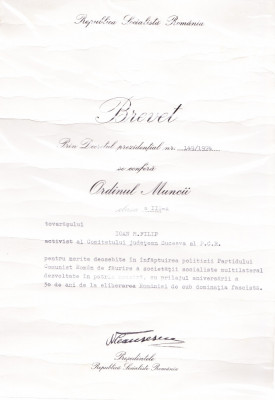 Republica Socialistă România
Brevet
Prin Decretul prezidențial nr. 149/1974
se conferă
Ordinul Muncii
clasa a III-a
tovarășului
IOAN M.FILIP
activist al Comitetului județean Suceava al P.C.R.
pentru merite deosebite în înfăptuirea politicii Partidului
Comunist Român de făurire a societății socialiste multilateral
dezvoltate în patria noastră, cu prilejul aniversării a
30 de ani de la eliberarea României de sub dominația fascistă.
Președintele
Republicii Socialiste România